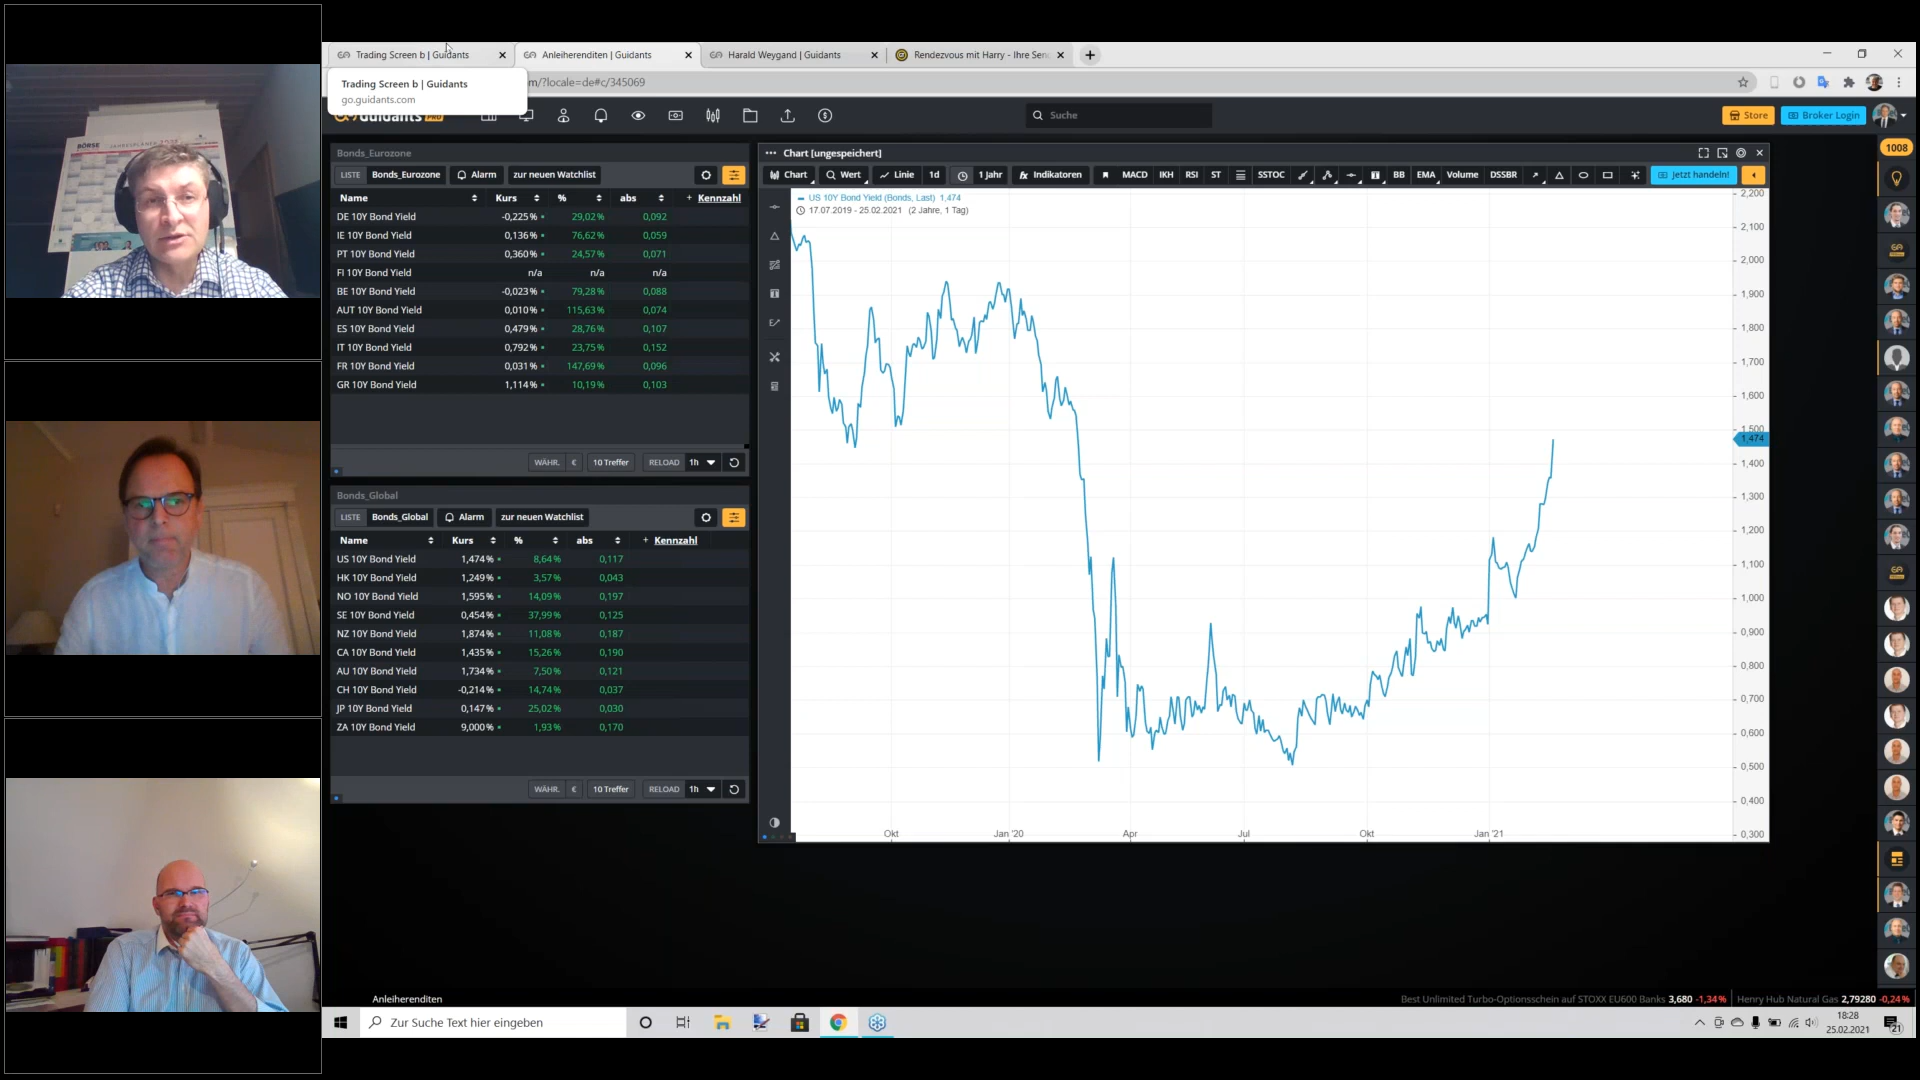 BÖRSE JAHRESPLANER
Trading Screen b | Guidants
Anleiherenditen | Guidants
Harald Weygand | Guidants
Rendezvous mit Harry - Ihre Sen
Trading Screen b | Guidants
go.guidants.com
om/?locale=de#c/345069
Guidants PRO
Suche
Store
Broker Login
1008
Bonds_Eurozone
LISTE Bonds_Eurozone Alarm zur neuen Watchlist
Name Kurs % abs + Kennzahl
DE 10Y Bond Yield -0,225% 29,02% 0,092
IE 10Y Bond Yield 0,136% 76,62% 0,059
PT 10Y Bond Yield 0,360% 24,57% 0,071
FI 10Y Bond Yield n/a n/a n/a
BE 10Y Bond Yield -0,023% 79,28% 0,088
AUT 10Y Bond Yield 0,010% 115,63% 0,074
ES 10Y Bond Yield 0,479% 28,76% 0,107
IT 10Y Bond Yield 0,792% 23,75% 0,152
FR 10Y Bond Yield 0,031% 147,69% 0,096
GR 10Y Bond Yield 1,114% 10,19% 0,103
WÄHR. € 10 Treffer RELOAD 1h
Bonds_Global
LISTE Bonds_Global Alarm zur neuen Watchlist
Name Kurs % abs + Kennzahl
US 10Y Bond Yield 1,474% 8,64% 0,117
HK 10Y Bond Yield 1,249% 3,57% 0,043
NO 10Y Bond Yield 1,595% 14,09% 0,197
SE 10Y Bond Yield 0,454% 37,99% 0,125
NZ 10Y Bond Yield 1,874% 11,08% 0,187
CA 10Y Bond Yield 1,435% 15,26% 0,190
AU 10Y Bond Yield 1,734% 7,50% 0,121
CH 10Y Bond Yield -0,214% 14,74% 0,037
JP 10Y Bond Yield 0,147% 25,02% 0,030
ZA 10Y Bond Yield 9,000% 1,93% 0,170
WÄHR. € 10 Treffer RELOAD 1h
Chart [ungespeichert]
Chart Wert Linie 1d 1 Jahr fx Indikatoren MACD IKH RSI ST SSTOC BB EMA Volume DSSBR Jetzt handeln!
US 10Y Bond Yield (Bonds, Last) 1,474
17.07.2019 - 25.02.2021 (2 Jahre, 1 Tag)
2,200
2,100
2,000
1,900
1,800
1,700
1,600
1,500
1,474
1,400
1,300
1,200
1,100
1,000
0,900
0,800
0,700
0,600
0,500
0,400
0,300
Okt Jan '20 Apr Jul Okt Jan '21
Anleiherenditen
Best Unlimited Turbo-Optionsschein auf STOXX EU600 Banks 3,680 -1,34% Henry Hub Natural Gas 2,79280 -0,24%
Zur Suche Text hier eingeben
18:28
25.02.2021
21